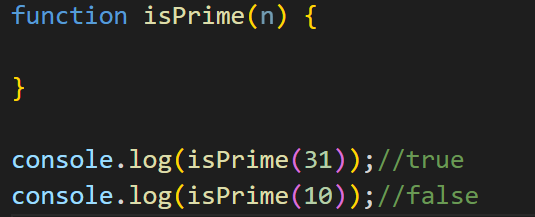 function isPrime(n) {
}
console.log(isPrime(31));//true
console.log(isPrime(10));//false